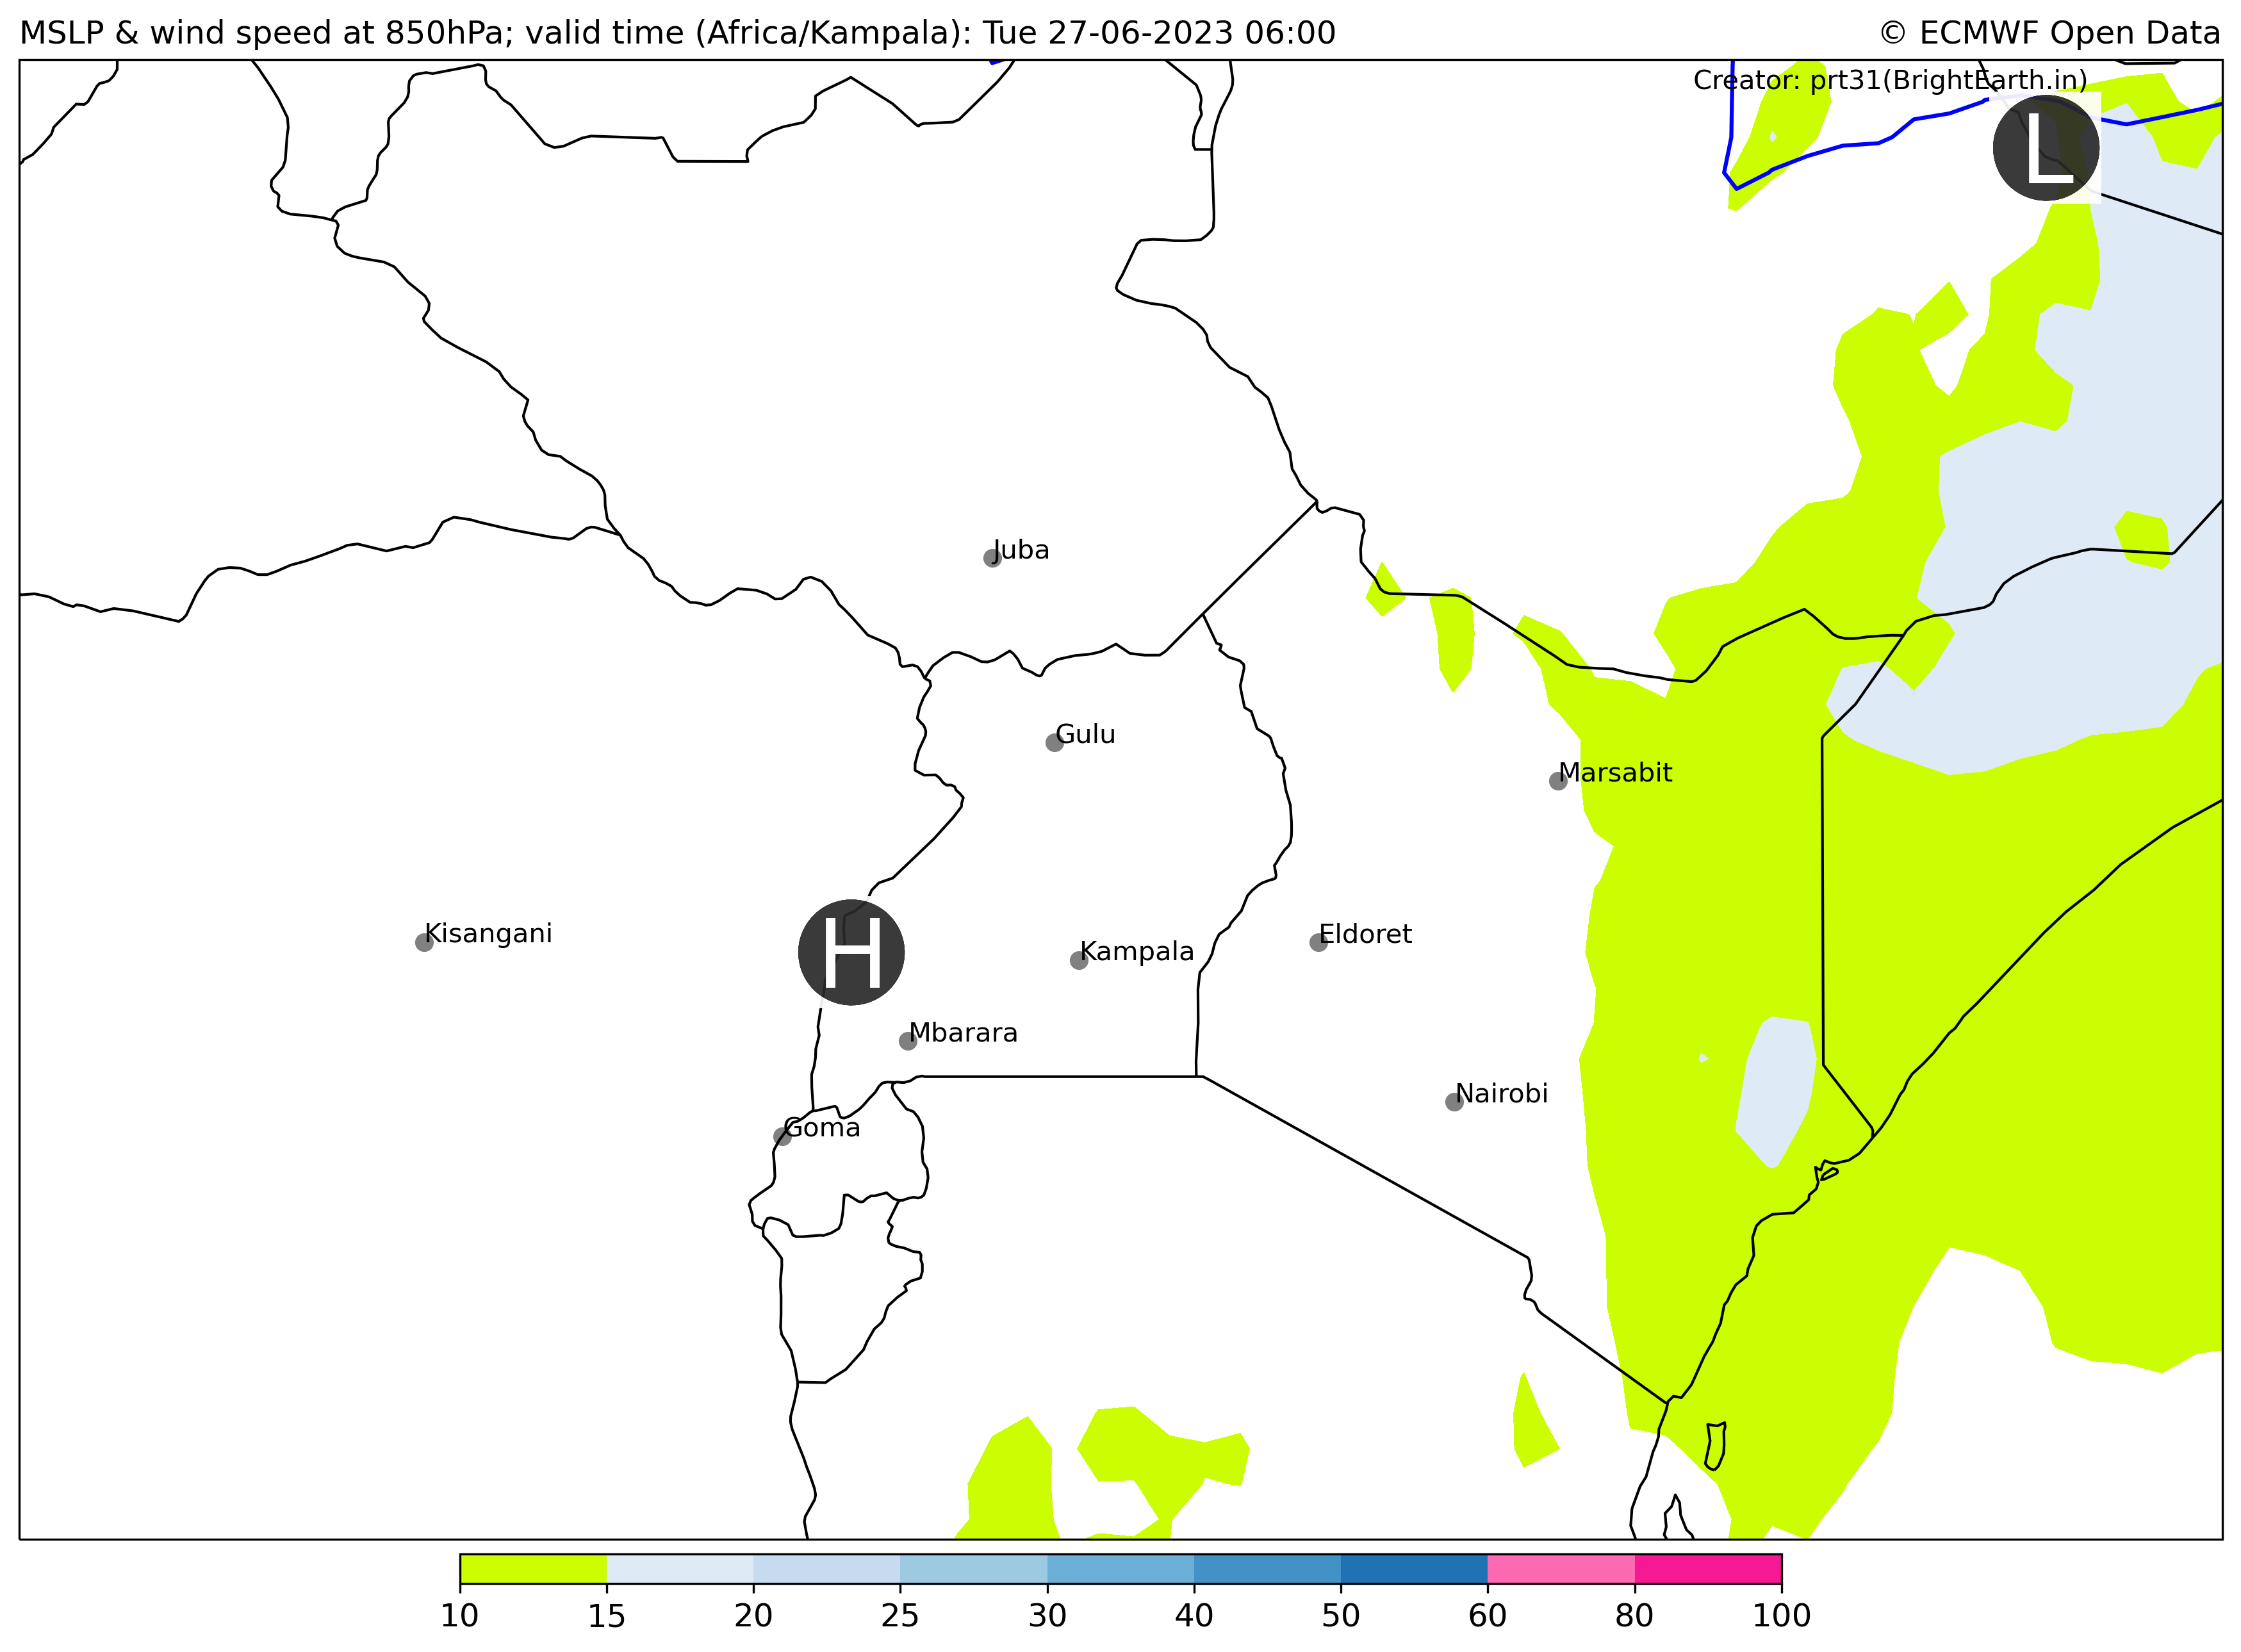 MSLP & wind speed at 850hPa; valid time (Africa/Kampala): Tue 27-06-2023 06:00
© ECMWF Open Data
Creator: prt31(BrightEarth.in)
L
Juba
Gulu
Marsabit
Kisangani
H
Kampala
Eldoret
Mbarara
Nairobi
Goma
10 15 20 25 30 40 50 60 80 100